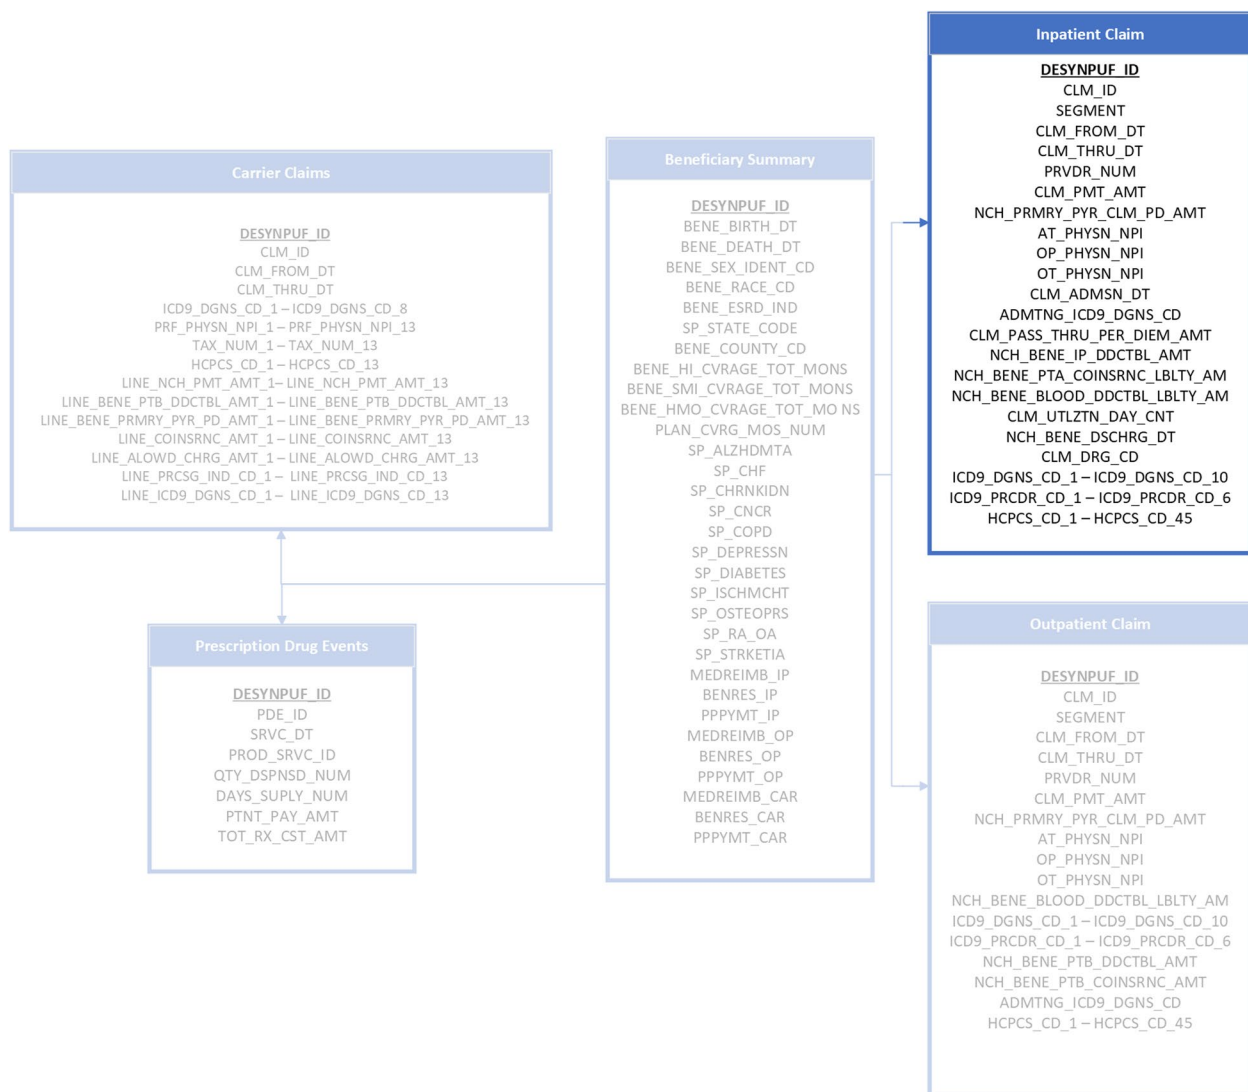 Carrier Claims
DESYNPUF_ID
CLM_ID
CLM_FROM_DT
CLM_THRU_DT
ICD9_DGNS_CD_1 – ICD9_DGNS_CD_8
PRF_PHYSN_NPI_1 – PRF_PHYSN_NPI_13
TAX_NUM_1 – TAX_NUM_13
HCPCS_CD_1 – HCPCS_CD_13
LINE_NCH_PMT_AMT_1– LINE_NCH_PMT_AMT_13
LINE_BENE_PTB_DDCTBL_AMT_1 – LINE_BENE_PTB_DDCTBL_AMT_13
LINE_BENE_PRMRY_PYR_PD_AMT_1 – LINE_BENE_PRMRY_PYR_PD_AMT_13
LINE_COINSRNC_AMT_1 – LINE_COINSRNC_AMT_13
LINE_ALOWD_CHRG_AMT_1 – LINE_ALOWD_CHRG_AMT_13
LINE_PRCSG_IND_CD_1 – LINE_PRCSG_IND_CD_13
LINE_ICD9_DGNS_CD_1 – LINE_ICD9_DGNS_CD_13
Prescription Drug Events
DESYNPUF_ID
PDE_ID
SRVC_DT
PROD_SRVC_ID
QTY_DSPNSD_NUM
DAYS_SUPLY_NUM
PTNT_PAY_AMT
TOT_RX_CST_AMT
Beneficiary Summary
DESYNPUF_ID
BENE_BIRTH_DT
BENE_DEATH_DT
BENE_SEX_IDENT_CD
BENE_RACE_CD
BENE_ESRD_IND
SP_STATE_CODE
BENE_COUNTY_CD
BENE_HI_CVRAGE_TOT_MONS
BENE_SMI_CVRAGE_TOT_MONS
BENE_HMO_CVRAGE_TOT_MO NS
PLAN_CVRG_MOS_NUM
SP_ALZHDMTA
SP_CHF
SP_CHRNKIDN
SP_CNCR
SP_COPD
SP_DEPRESSN
SP_DIABETES
SP_ISCHMCHT
SP_OSTEOPRS
SP_RA_OA
SP_STRKETIA
MEDREIMB_IP
BENRES_IP
PPPYMT_IP
MEDREIMB_OP
BENRES_OP
PPPYMT_OP
MEDREIMB_CAR
BENRES_CAR
PPPYMT_CAR
Inpatient Claim
DESYNPUF_ID
CLM_ID
SEGMENT
CLM_FROM_DT
CLM_THRU_DT
PRVDR_NUM
CLM_PMT_AMT
NCH_PRMRY_PYR_CLM_PD_AMT
AT_PHYSN_NPI
OP_PHYSN_NPI
OT_PHYSN_NPI
CLM_ADMSN_DT
ADMTNG_ICD9_DGNS_CD
CLM_PASS_THRU_PER_DIEM_AMT
NCH_BENE_IP_DDCTBL_AMT
NCH_BENE_PTA_COINSRNC_LBLTY_AM
NCH_BENE_BLOOD_DDCTBL_LBLTY_AM
CLM_UTLZTN_DAY_CNT
NCH_BENE_DSCHRG_DT
CLM_DRG_CD
ICD9_DGNS_CD_1 – ICD9_DGNS_CD_10
ICD9_PRCDR_CD_1 – ICD9_PRCDR_CD_6
HCPCS_CD_1 – HCPCS_CD_45
Outpatient Claim
DESYNPUF_ID
CLM_ID
SEGMENT
CLM_FROM_DT
CLM_THRU_DT
PRVDR_NUM
CLM_PMT_AMT
NCH_PRMRY_PYR_CLM_PD_AMT
AT_PHYSN_NPI
OP_PHYSN_NPI
OT_PHYSN_NPI
NCH_BENE_BLOOD_DDCTBL_LBLTY_AM
ICD9_DGNS_CD_1 – ICD9_DGNS_CD_10
ICD9_PRCDR_CD_1 – ICD9_PRCDR_CD_6
NCH_BENE_PTB_DDCTBL_AMT
NCH_BENE_PTB_COINSRNC_AMT
ADMTNG_ICD9_DGNS_CD
HCPCS_CD_1 – HCPCS_CD_45